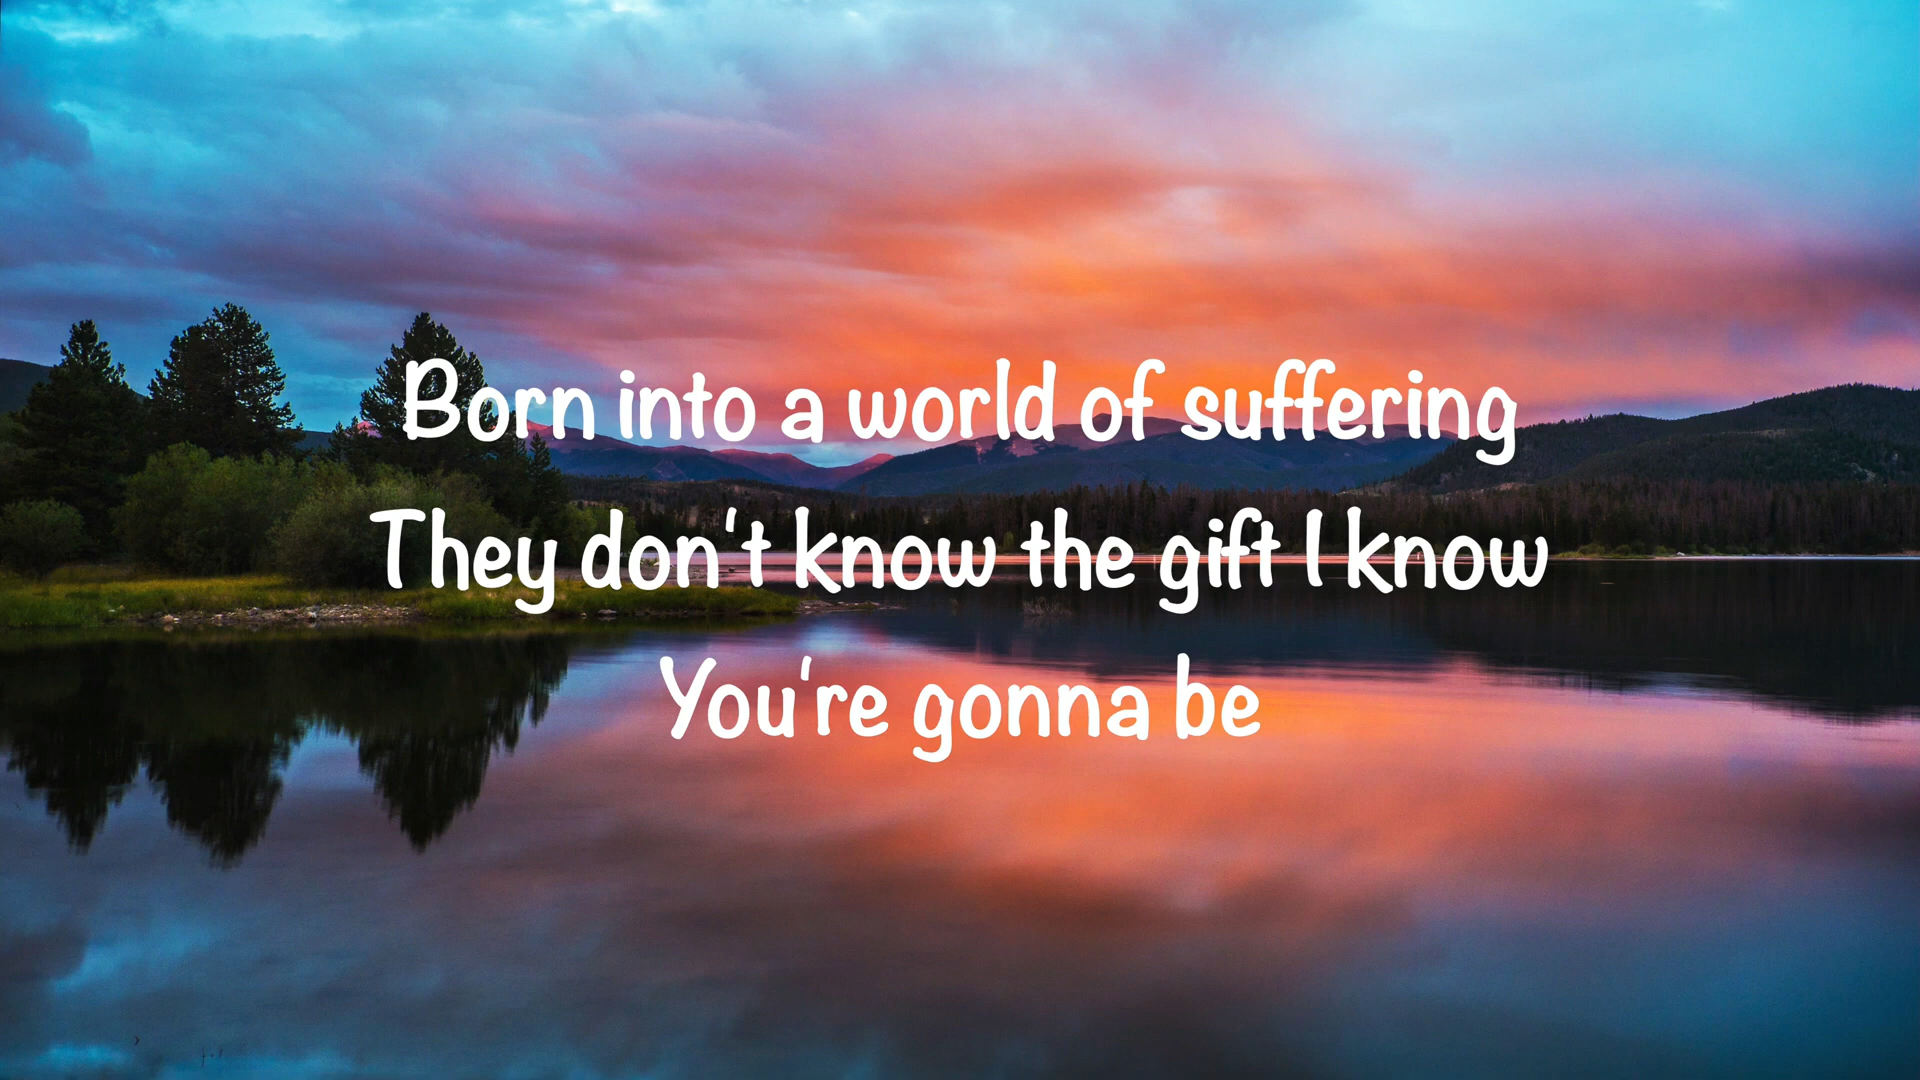 Born into a world of suffering
They don't know the gift I know
You're gonna be